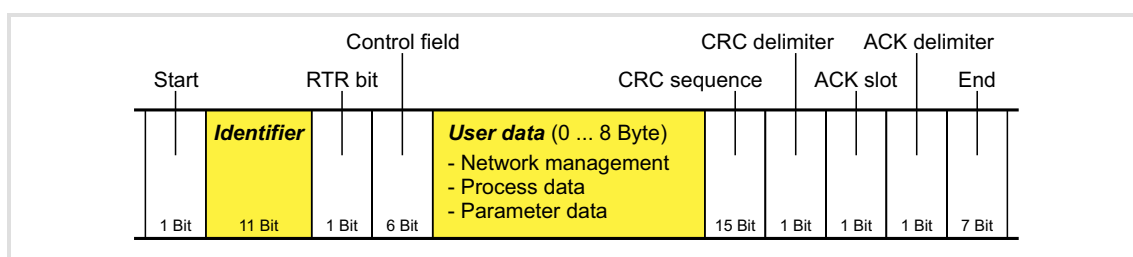 Control field CRC delimiter ACK delimiter
Start RTR bit CRC sequence ACK slot End
Identifier User data (0 ... 8 Byte)
- Network management
- Process data
- Parameter data
1 Bit 11 Bit 1 Bit 6 Bit 15 Bit 1 Bit 1 Bit 1 Bit 7 Bit